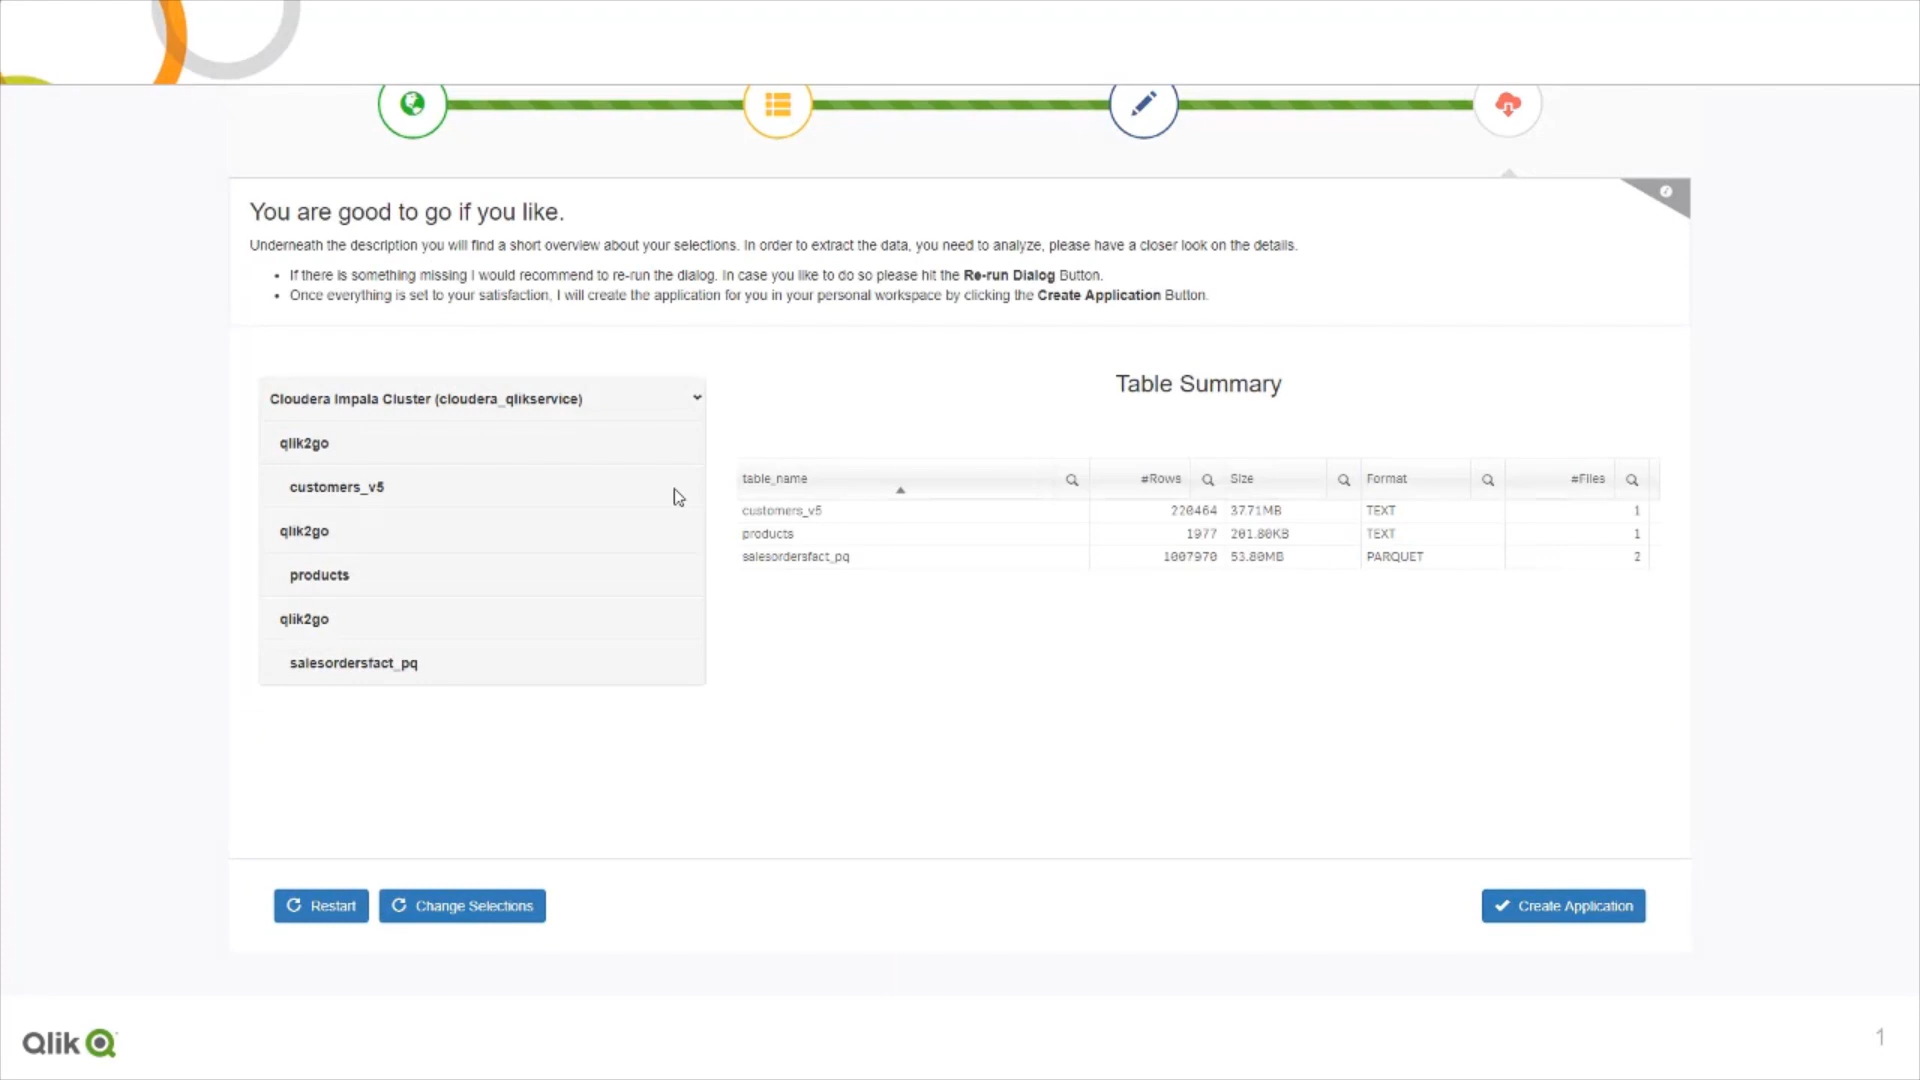 You are good to go if you like.
Underneath the description you will find a short overview about your selections. In order to extract the data, you need to analyze, please have a closer look on the details.
• If there is something missing I would recommend to re-run the dialog. In case you like to do so please hit the Re-run Dialog Button.
• Once everything is set to your satisfaction, I will create the application for you in your personal workspace by clicking the Create Application Button.
Cloudera Impala Cluster (cloudera_qlikservice)
qlik2go
customers_v5
qlik2go
products
qlik2go
salesordersfact_pq
Table Summary
table_name #Rows Size Format #Files
customers_v5 220464 37.71MB TEXT 1
products 1977 201.80KB TEXT 1
salesordersfact_pq 1007970 53.80MB PARQUET 2
Restart Change Selections Create Application
Qlik
1